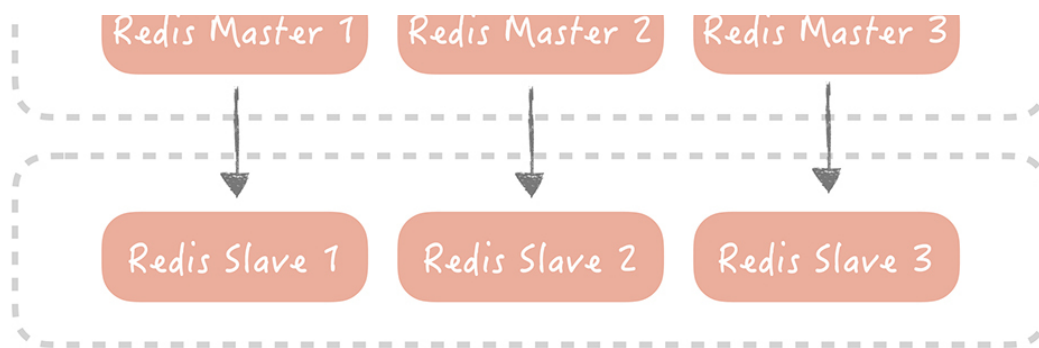 Redis Master 1
Redis Master 2
Redis Master 3
Redis Slave 1
Redis Slave 2
Redis Slave 3